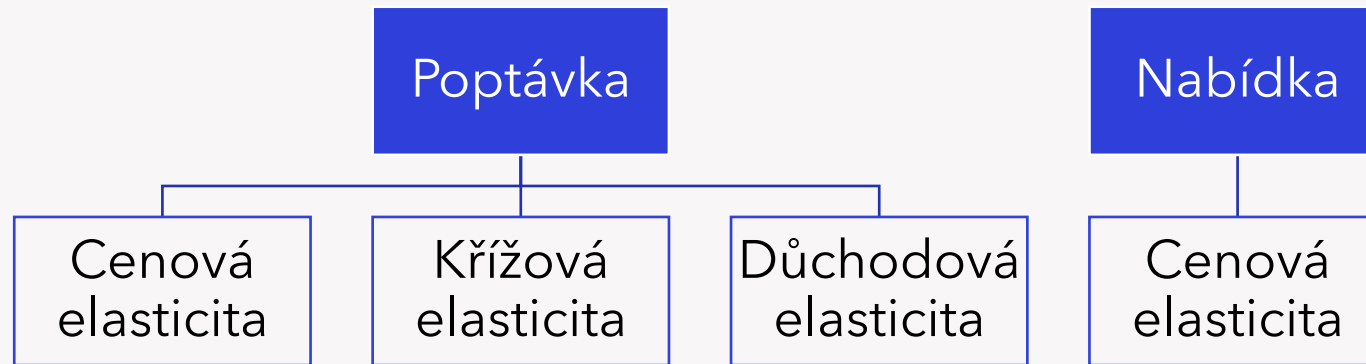 Poptávka
Nabídka
Cenová
elasticita
Křížová
elasticita
Důchodová
elasticita
Cenová
elasticita